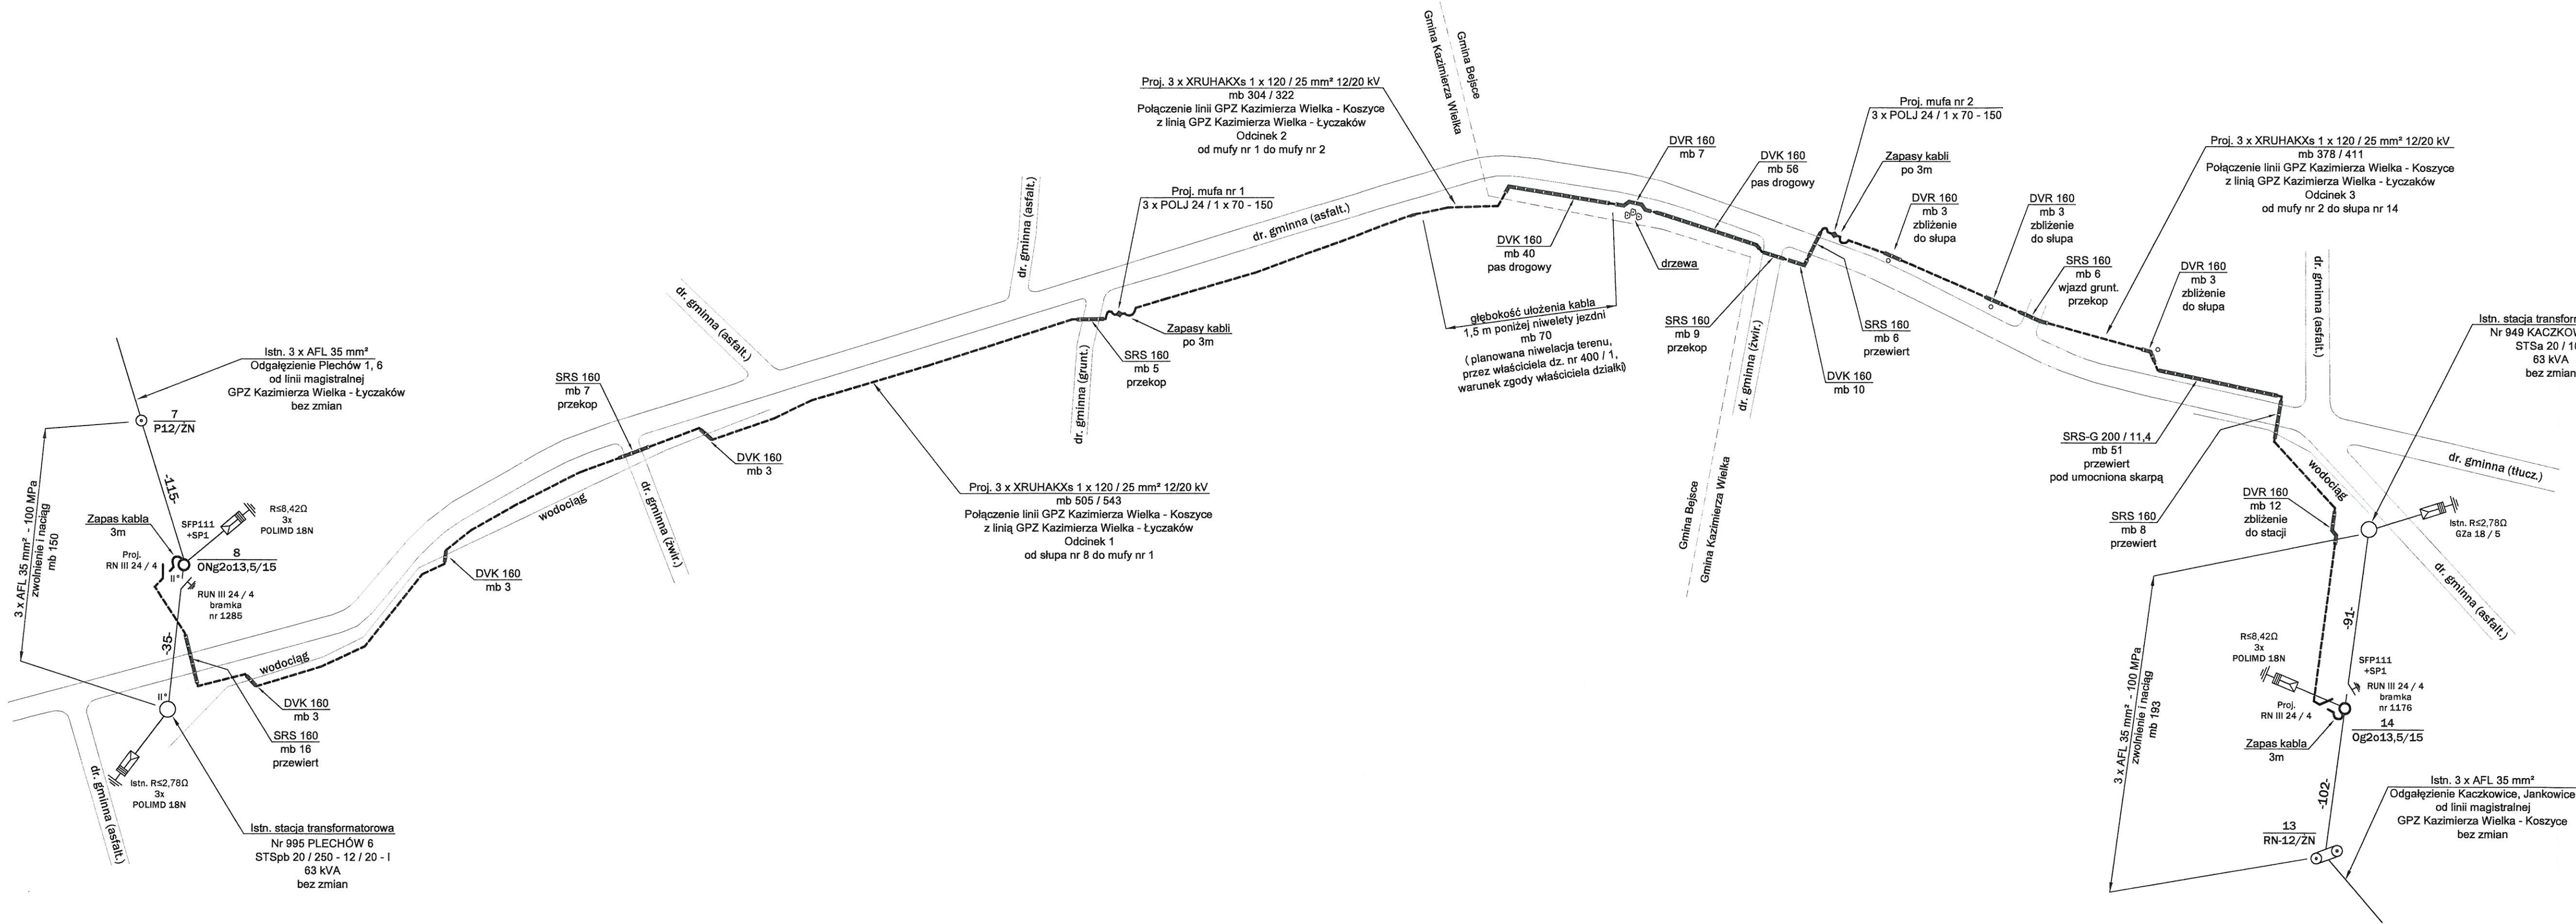 Istn. 3 x AFL 35 mm²
Odgałęzienie Plechów 1, 6
od linii magistralnej
GPZ Kazimierza Wielka - Łyczaków
bez zmian
7
P12/ŻN
-115-
3 x AFL 35 mm² - 100 MPa
zwolnienie i naciąg
mb 150
Zapas kabla
3m
SFP111
+SP1
R≤8,42Ω
3x
POLIMD 18N
Proj.
RN III 24 / 4
8
ONg2o13,5/15
II°
RUN III 24 / 4
bramka
nr 1285
-35-
wodociąg
II°
DVK 160
mb 3
SRS 160
mb 16
przewiert
Istn. R≤2,78Ω
3x
POLIMD 18N
dr. gminna (asfalt.)
Istn. stacja transformatorowa
Nr 995 PLECHÓW 6
STSpb 20 / 250 - 12 / 20 - I
63 kVA
bez zmian
DVK 160
mb 3
wodociąg
SRS 160
mb 7
przekop
dr. gminna (asfalt.)
dr. gminna (żwir.)
DVK 160
mb 3
Proj. 3 x XRUHAKXs 1 x 120 / 25 mm² 12/20 kV
mb 505 / 543
Połączenie linii GPZ Kazimierza Wielka - Koszyce
z linią GPZ Kazimierza Wielka - Łyczaków
Odcinek 1
od słupa nr 8 do mufy nr 1
dr. gminna (asfalt.)
dr. gminna (grunt.)
Proj. mufa nr 1
3 x POLJ 24 / 1 x 70 - 150
Zapasy kabli
po 3m
SRS 160
mb 5
przekop
Proj. 3 x XRUHAKXs 1 x 120 / 25 mm² 12/20 kV
mb 304 / 322
Połączenie linii GPZ Kazimierza Wielka - Koszyce
z linią GPZ Kazimierza Wielka - Łyczaków
Odcinek 2
od mufy nr 1 do mufy nr 2
dr. gminna (asfalt.)
Gmina Kazimierza Wielka
Gmina Bejsce
DVR 160
mb 7
DVK 160
mb 56
pas drogowy
DVK 160
mb 40
pas drogowy
drzewa
głębokość ułożenia kabla
1,5 m poniżej niwelety jezdni
mb 70
( planowana niwelacja terenu,
przez właściciela dz. nr 400 / 1,
warunek zgody właściciela działki)
SRS 160
mb 9
przekop
dr. gminna (żwir.)
Gmina Bejsce
Gmina Kazimierza Wielka
Proj. mufa nr 2
3 x POLJ 24 / 1 x 70 - 150
Zapasy kabli
po 3m
SRS 160
mb 6
przewiert
DVK 160
mb 10
DVR 160
mb 3
zbliżenie
do słupa
DVR 160
mb 3
zbliżenie
do słupa
SRS 160
mb 6
wjazd grunt.
przekop
DVR 160
mb 3
zbliżenie
do słupa
Proj. 3 x XRUHAKXs 1 x 120 / 25 mm² 12/20 kV
mb 378 / 411
Połączenie linii GPZ Kazimierza Wielka - Koszyce
z linią GPZ Kazimierza Wielka - Łyczaków
Odcinek 3
od mufy nr 2 do słupa nr 14
dr. gminna (asfalt.)
Istn. stacja transfor
Nr 949 KACZKO
STSa 20 / 1
63 kVA
bez zmian
SRS-G 200 / 11,4
mb 51
przewiert
pod umocniona skarpą
SRS 160
mb 8
przewiert
wodociąg
DVR 160
mb 12
zbliżenie
do stacji
dr. gminna (tłucz.)
Istn. R≤2,78Ω
GZa 18 / 5
dr. gminna (asfalt.)
-91-
3 x AFL 35 mm² - 100 MPa
zwolnienie i naciąg
mb 193
R≤8,42Ω
3x
POLIMD 18N
SFP111
+SP1
RUN III 24 / 4
bramka
nr 1176
Proj.
RN III 24 / 4
14
Og2o13,5/15
Zapas kabla
3m
-102-
13
RN-12/ŻN
Istn. 3 x AFL 35 mm²
Odgałęzienie Kaczkowice, Jankowice
od linii magistralnej
GPZ Kazimierza Wielka - Koszyce
bez zmian